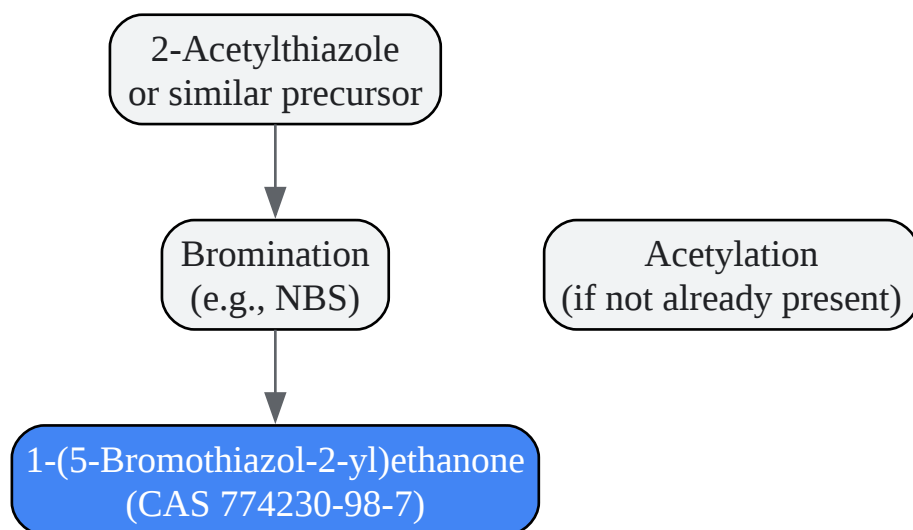 2-Acetylthiazole
or similar precursor
Bromination
(e.g., NBS)
Acetylation
(if not already present)
1-(5-Bromothiazol-2-yl)ethanone
(CAS 774230-98-7)